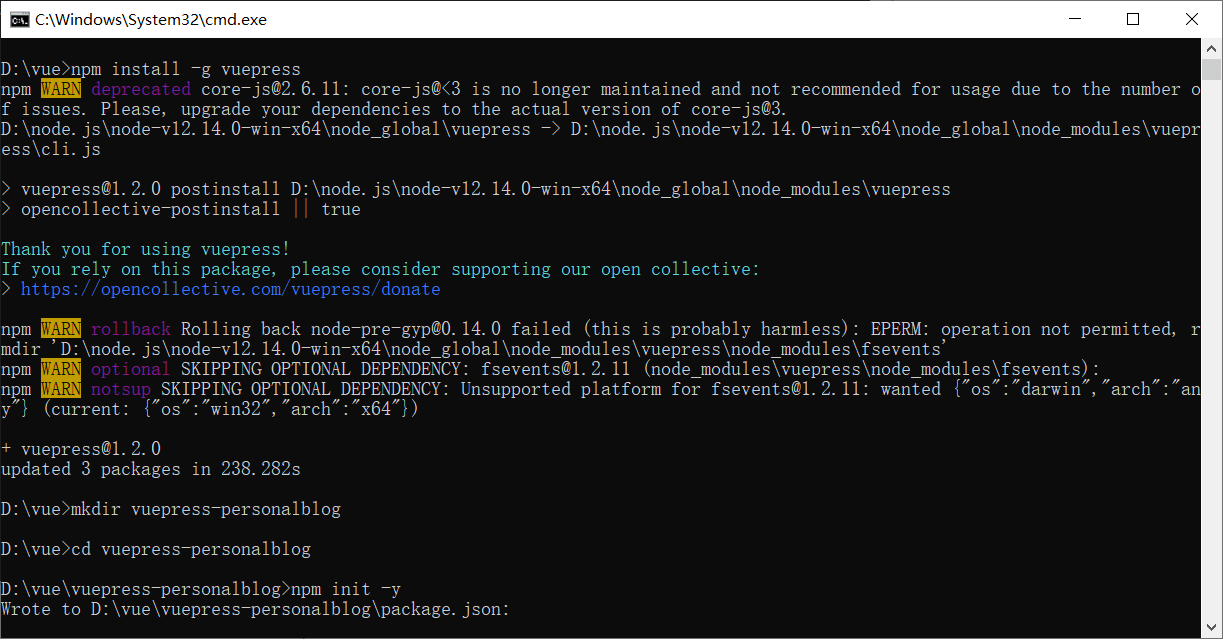 C:\Windows\System32\cmd.exe
D:\vue>npm install -g vuepress
npm WARN deprecated core-js@2.6.11: core-js@<3 is no longer maintained and not recommended for usage due to the number o
f issues. Please, upgrade your dependencies to the actual version of core-js@3.
D:\node.js\node-v12.14.0-win-x64\node_global\vuepress -> D:\node.js\node-v12.14.0-win-x64\node_global\node_modules\vuepr
ess\cli.js
> vuepress@1.2.0 postinstall D:\node.js\node-v12.14.0-win-x64\node_global\node_modules\vuepress
> opencollective-postinstall || true
Thank you for using vuepress!
If you rely on this package, please consider supporting our open collective:
> https://opencollective.com/vuepress/donate
npm WARN rollback Rolling back node-pre-gyp@0.14.0 failed (this is probably harmless): EPERM: operation not permitted, r
mdir 'D:\node.js\node-v12.14.0-win-x64\node_global\node_modules\vuepress\node_modules\fsevents'
npm WARN optional SKIPPING OPTIONAL DEPENDENCY: fsevents@1.2.11 (node_modules\vuepress\node_modules\fsevents):
npm WARN notsup SKIPPING OPTIONAL DEPENDENCY: Unsupported platform for fsevents@1.2.11: wanted {"os":"darwin","arch":"an
y"} (current: {"os":"win32","arch":"x64"})
+ vuepress@1.2.0
updated 3 packages in 238.282s
D:\vue>mkdir vuepress-personalblog
D:\vue>cd vuepress-personalblog
D:\vue\vuepress-personalblog>npm init -y
Wrote to D:\vue\vuepress-personalblog\package.json: